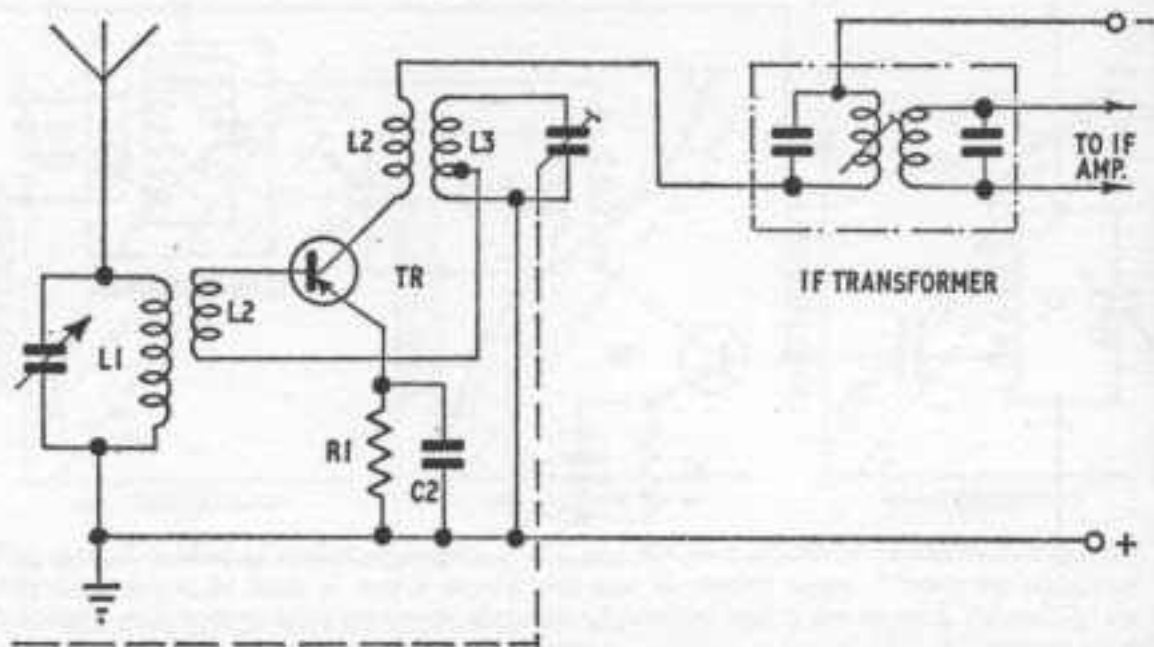 L2
L3
TO IF
AMP.
TR
IF TRANSFORMER
L2
L1
R1
C2
+
-